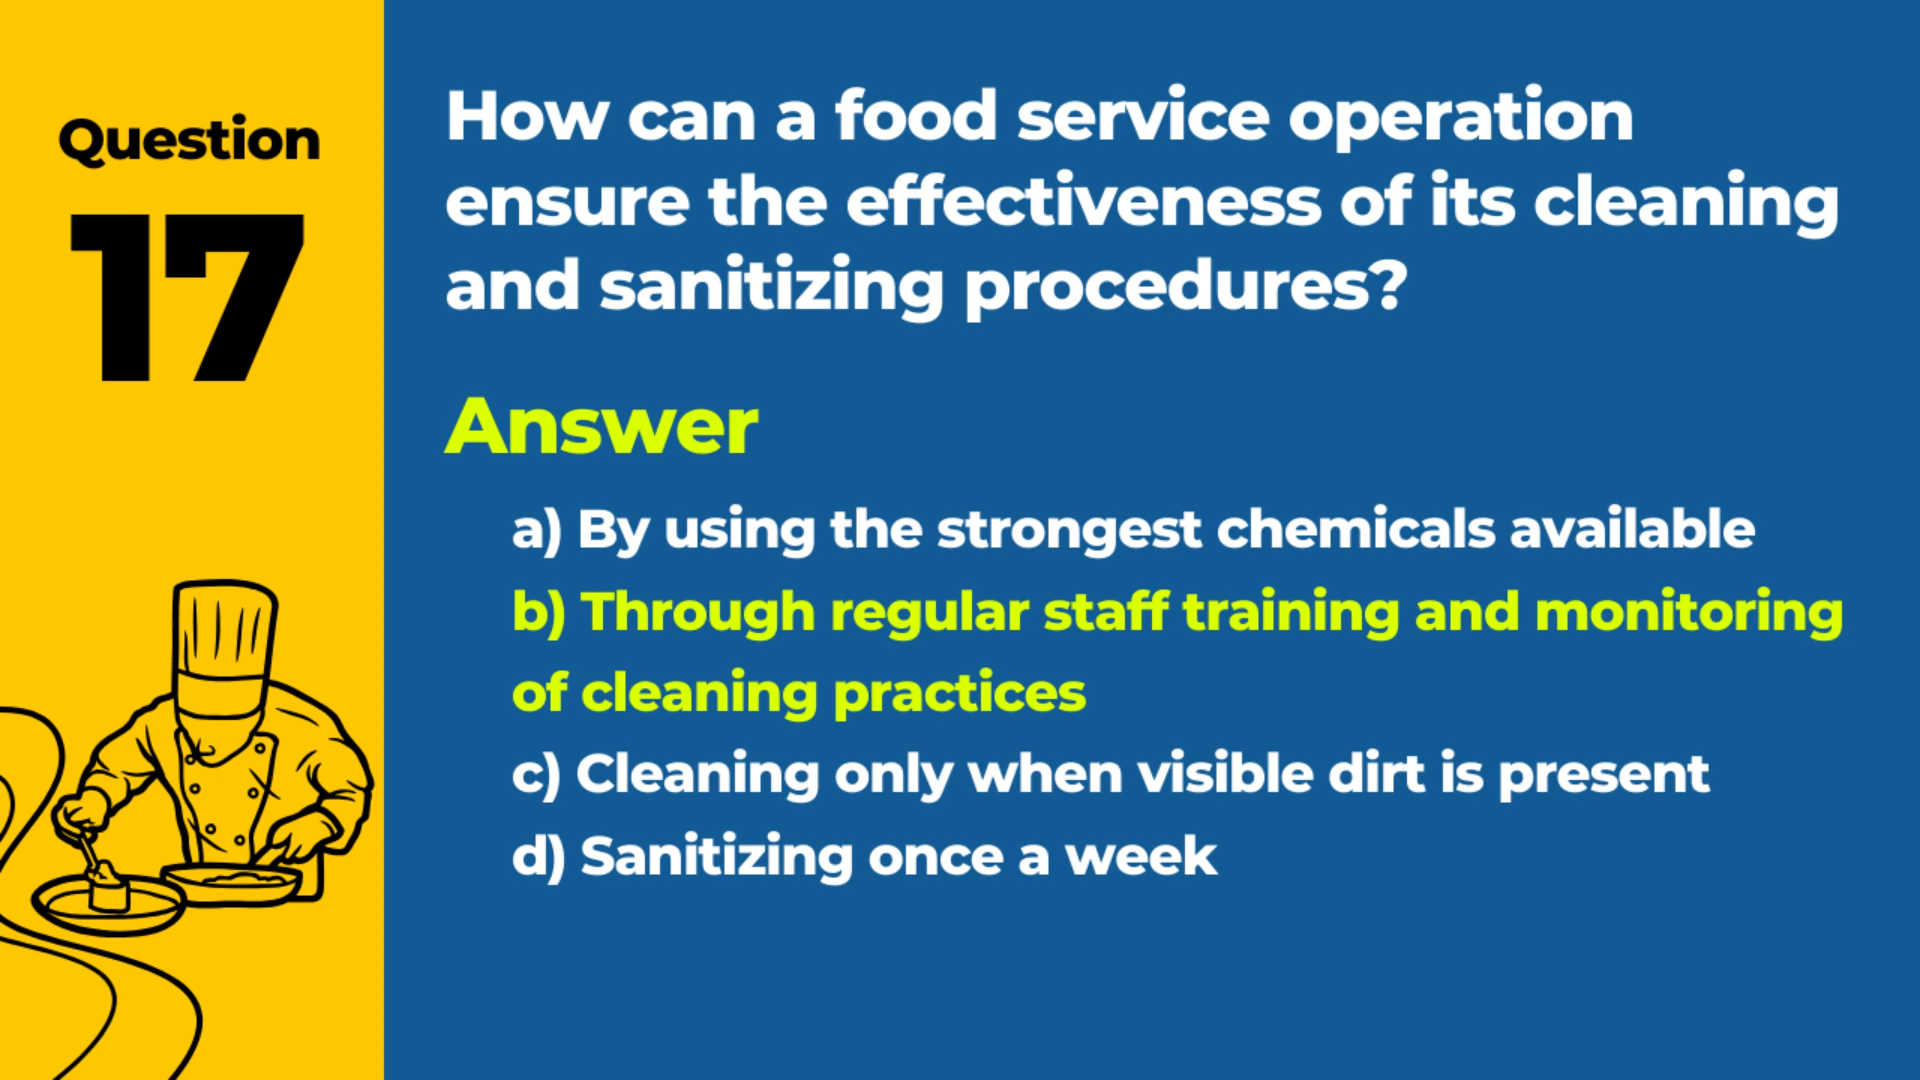 Question
17
How can a food service operation
ensure the effectiveness of its cleaning
and sanitizing procedures?
Answer
a) By using the strongest chemicals available
b) Through regular staff training and monitoring
of cleaning practices
c) Cleaning only when visible dirt is present
d) Sanitizing once a week